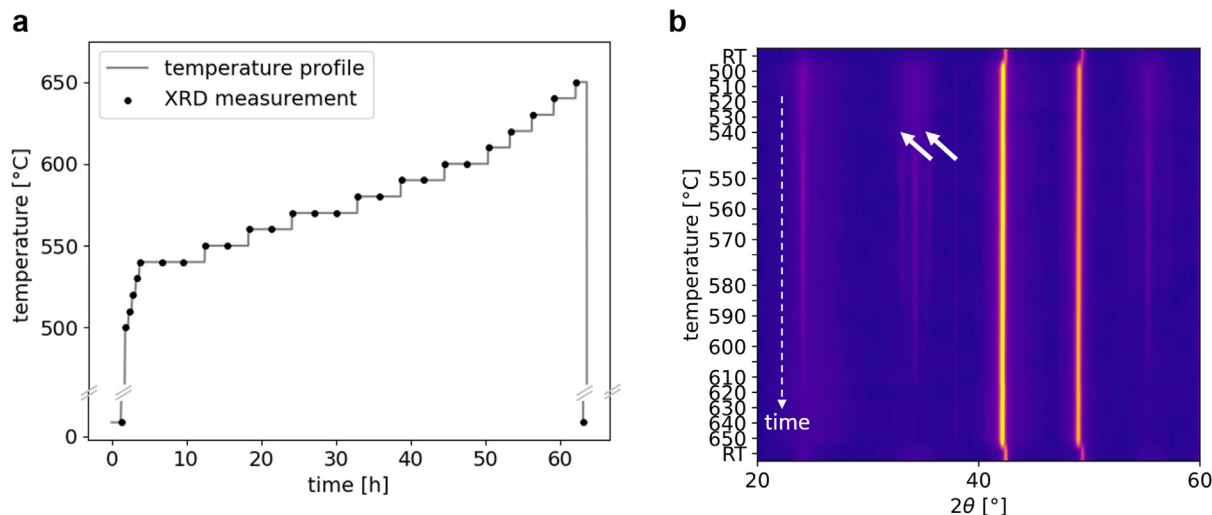 a
temperature profile
XRD measurement
650
600
550
500
0
temperature [°C]
0 10 20 30 40 50 60
time [h]
b
RT
500
510
520
530
540
550
560
570
580
590
600
610
620
630
640
650
RT
temperature [°C]
time
20 40 60
2θ [°]